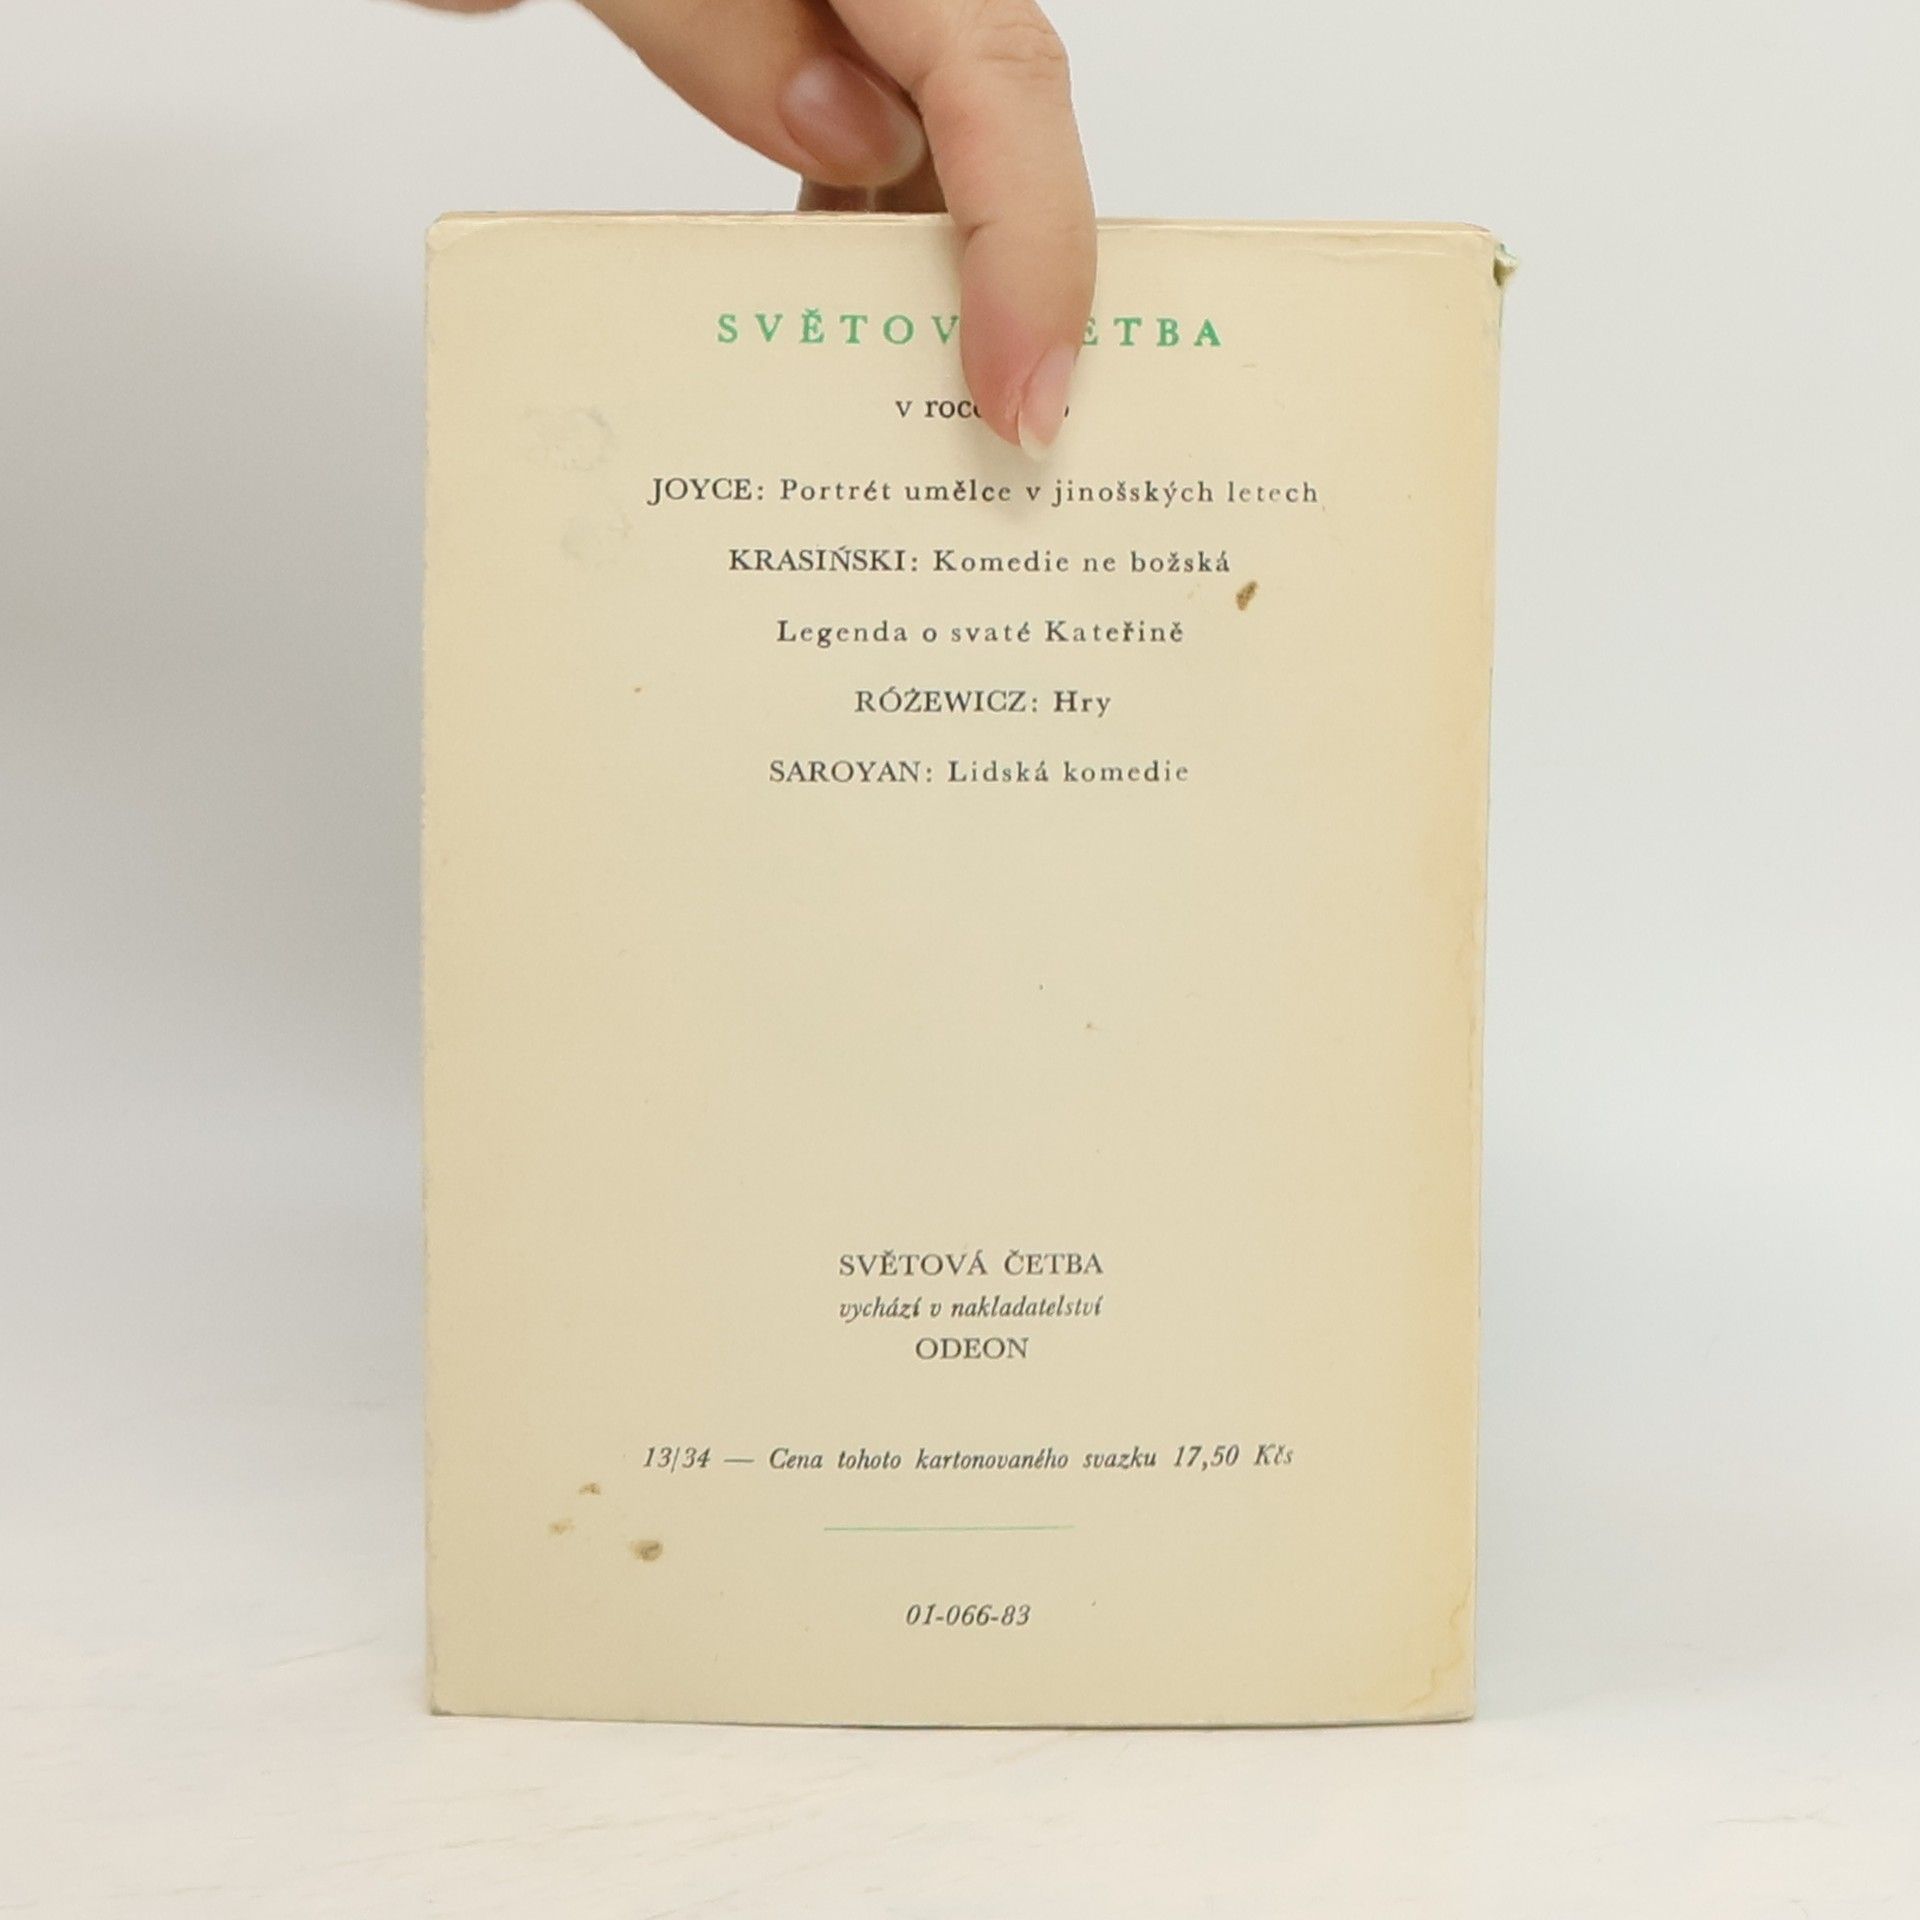 SVĚTOV ETBA
v roc
JOYCE: Portrét umělce v jinošských letech
KRASIŃSKI: Komedie ne božská
Legenda o svaté Kateřině
RÓŻEWICZ: Hry
SAROYAN: Lidská komedie
SVĚTOVÁ ČETBA
vychází v nakladatelství
ODEON
13/34 — Cena tohoto kartonovaného svazku 17,50 Kčs
01-066-83